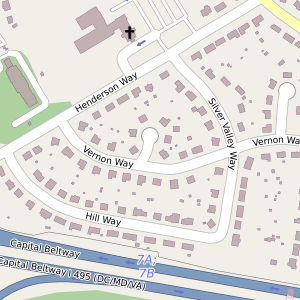 Henderson Way
Silver Valley Way
Vernon Way
Vernon Wa
Hill Way
Capital Beltway
7A;
7B
Capital Beltway I 495 (DC/MD/VA)